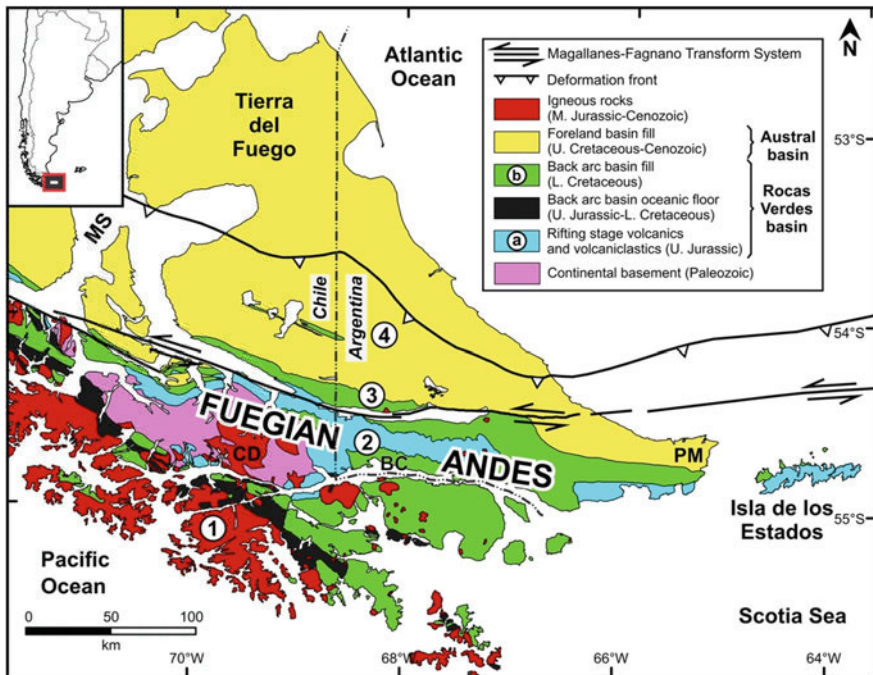 Atlantic
Ocean
N
Tierra
del
Fuego
MS
Chile
Argentina
4
3
FUEGIAN
2
CD
BC
ANDES
PM
1
Isla de los
Estados
Pacific
Ocean
Scotia Sea
0 50 100
km
53°S
54°S
55°S
70°W
68°W
66°W
64°W
Magallanes-Fagnano Transform System
Deformation front
Igneous rocks
(M. Jurassic-Cenozoic)
Foreland basin fill
(U. Cretaceous-Cenozoic)
Austral
basin
b
Back arc basin fill
(L. Cretaceous)
Back arc basin oceanic floor
(U. Jurassic-L. Cretaceous)
Rocas
Verdes
basin
a
Rifting stage volcanics
and volcaniclastics (U. Jurassic)
Continental basement (Paleozoic)